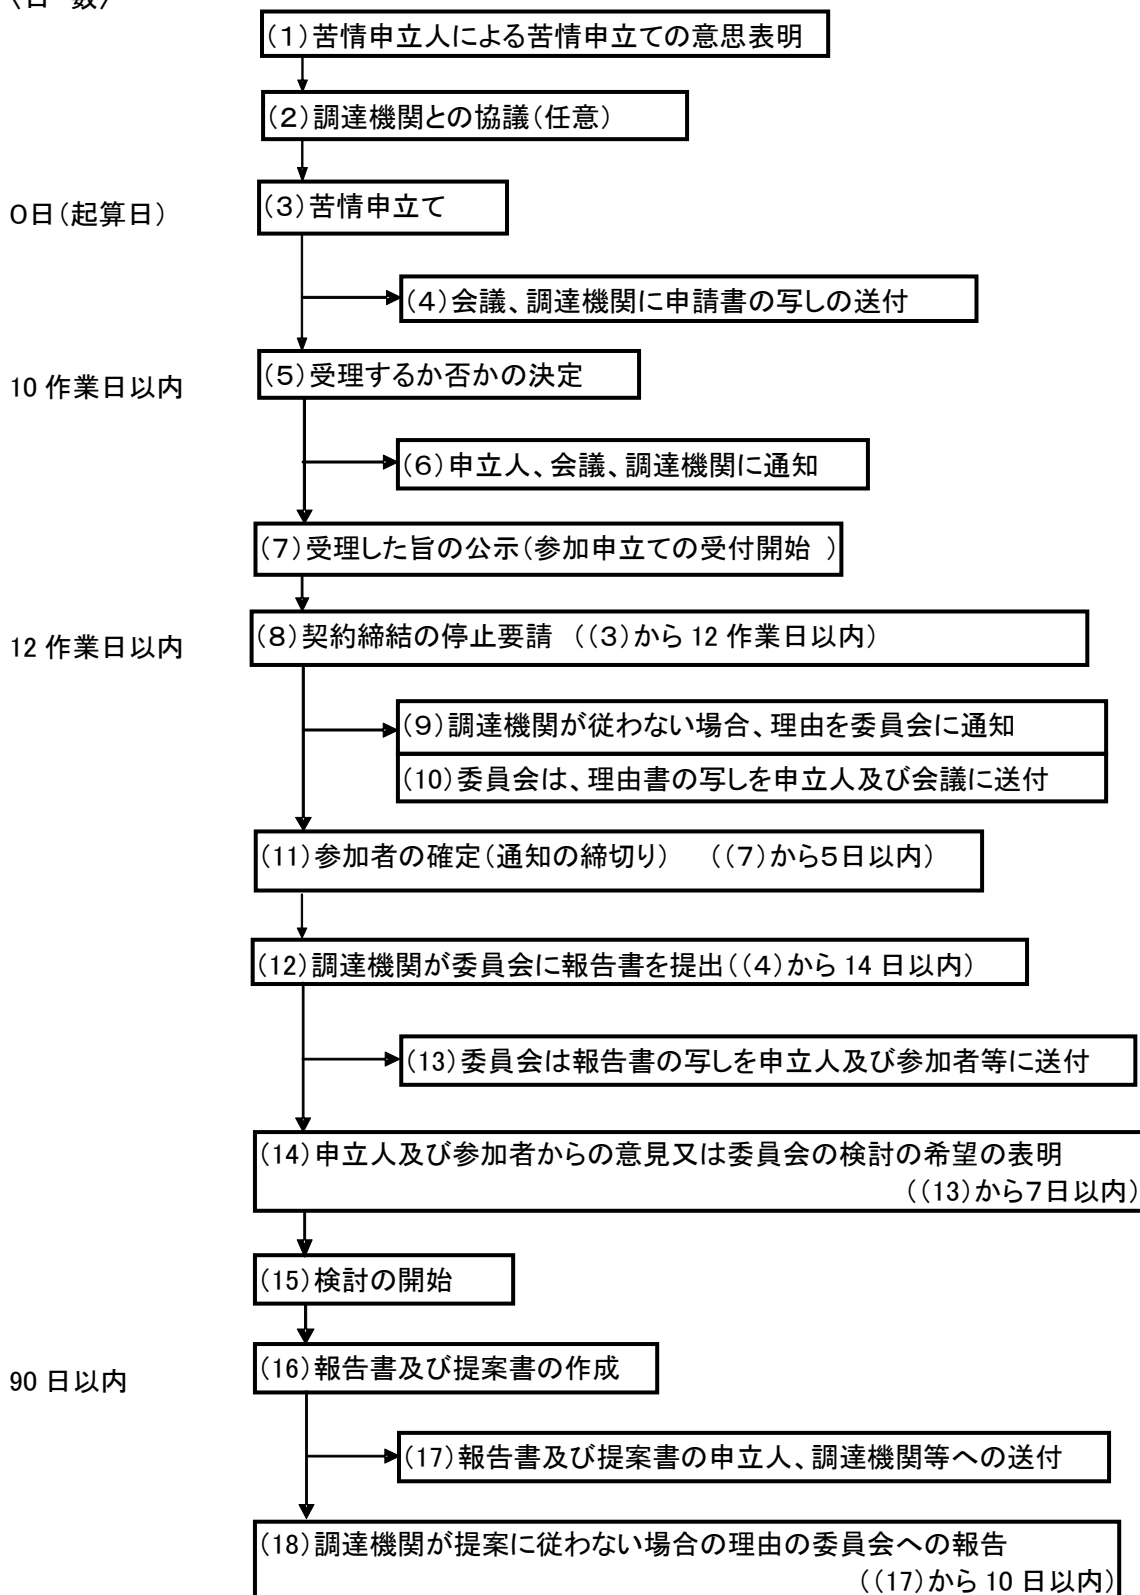 （日 数）
（１）苦情申立人による苦情申立ての意思表明
（２）調達機関との協議（任意）
０日（起算日）
（３）苦情申立て
（４）会議、調達機関に申請書の写しの送付
10 作業日以内
（５）受理するか否かの決定
（６）申立人、会議、調達機関に通知
（７）受理した旨の公示（参加申立ての受付開始 ）
12 作業日以内
（８）契約締結の停止要請 （（３）から 12 作業日以内）
（９）調達機関が従わない場合、理由を委員会に通知
（10）委員会は、理由書の写しを申立人及び会議に送付
（11）参加者の確定（通知の締切り） （（７）から５日以内）
（12）調達機関が委員会に報告書を提出（（４）から 14 日以内）
（13）委員会は報告書の写しを申立人及び参加者等に送付
（14）申立人及び参加者からの意見又は委員会の検討の希望の表明
（（13）から７日以内）
（15）検討の開始
90 日以内
（16）報告書及び提案書の作成
（17）報告書及び提案書の申立人、調達機関等への送付
（18）調達機関が提案に従わない場合の理由の委員会への報告
（（17）から 10 日以内）